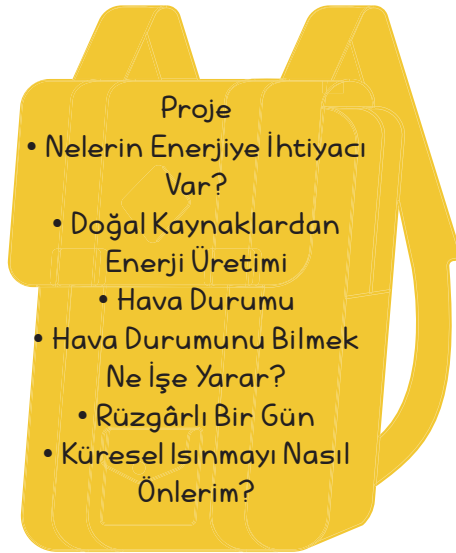 Proje
• Nelerin Enerjiye İhtiyacı
Var?
• Doğal Kaynaklardan
Enerji Üretimi
• Hava Durumu
• Hava Durumunu Bilmek
Ne İşe Yarar?
• Rüzgârlı Bir Gün
• Küresel Isınmayı Nasıl
Önlerim?